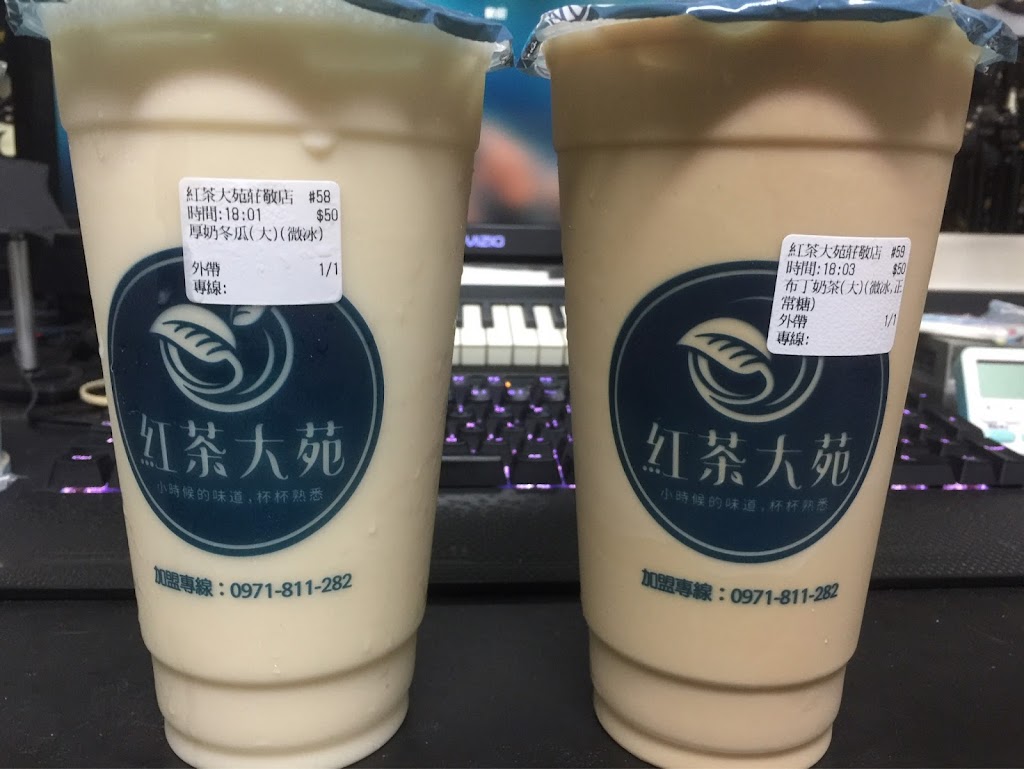 紅茶大苑莊敬店 #58
時間:18:01 $50
厚奶冬瓜(大)(微冰)
外帶 1/1
專線:
紅茶大苑
小時候的味道,杯杯熟悉
加盟專線：0971-811-282
紅茶大苑莊敬店 #59
時間:18:03 $50
布丁奶茶(大)(微冰,正
常糖)
外帶 1/1
專線:
紅茶大苑
小時候的味道,杯杯熟悉
加盟專線：0971-811-282